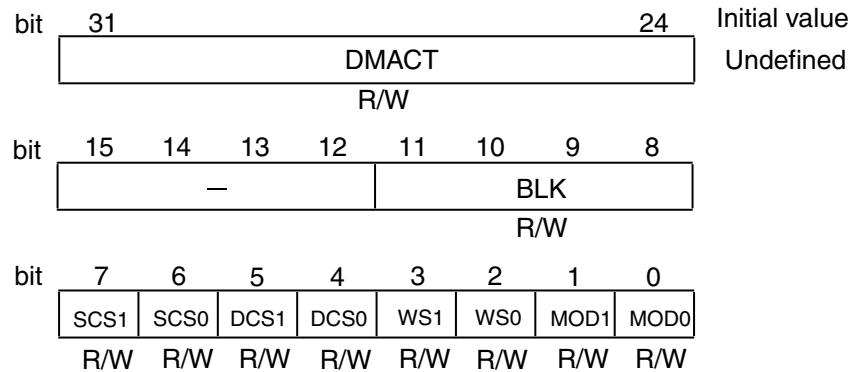 bit 31 24 Initial value
DMACT Undefined
R/W
bit 15 14 13 12 11 10 9 8
– BLK
R/W
bit 7 6 5 4 3 2 1 0
SCS1 SCS0 DCS1 DCS0 WS1 WS0 MOD1 MOD0
R/W R/W R/W R/W R/W R/W R/W R/W